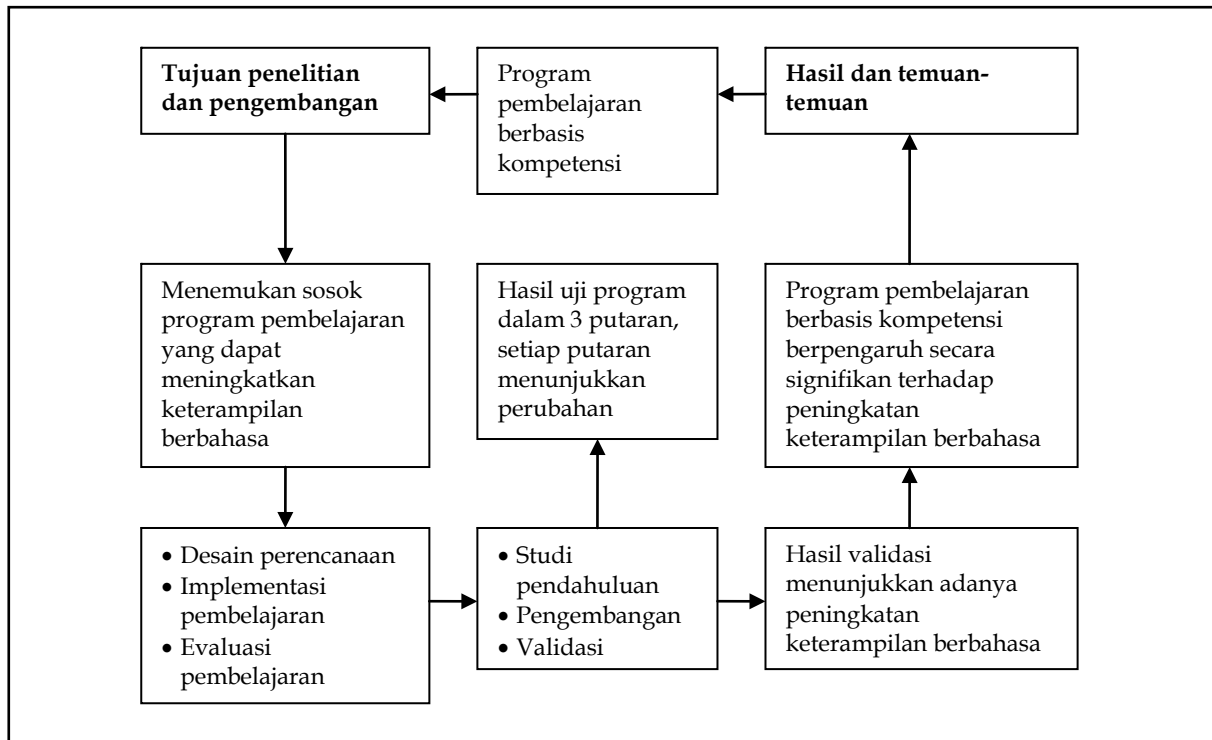 Tujuan penelitian
dan pengembangan
Program
pembelajaran
berbasis
kompetensi
Hasil dan temuan-
temuan
Menemukan sosok
program pembelajaran
yang dapat
meningkatkan
keterampilan
berbahasa
Hasil uji program
dalam 3 putaran,
setiap putaran
menunjukkan
perubahan
Program pembelajaran
berbasis kompetensi
berpengaruh secara
signifikan terhadap
peningkatan
keterampilan berbahasa
• Desain perencanaan
• Implementasi
pembelajaran
• Evaluasi
pembelajaran
• Studi
pendahuluan
• Pengembangan
• Validasi
Hasil validasi
menunjukkan adanya
peningkatan
keterampilan berbahasa